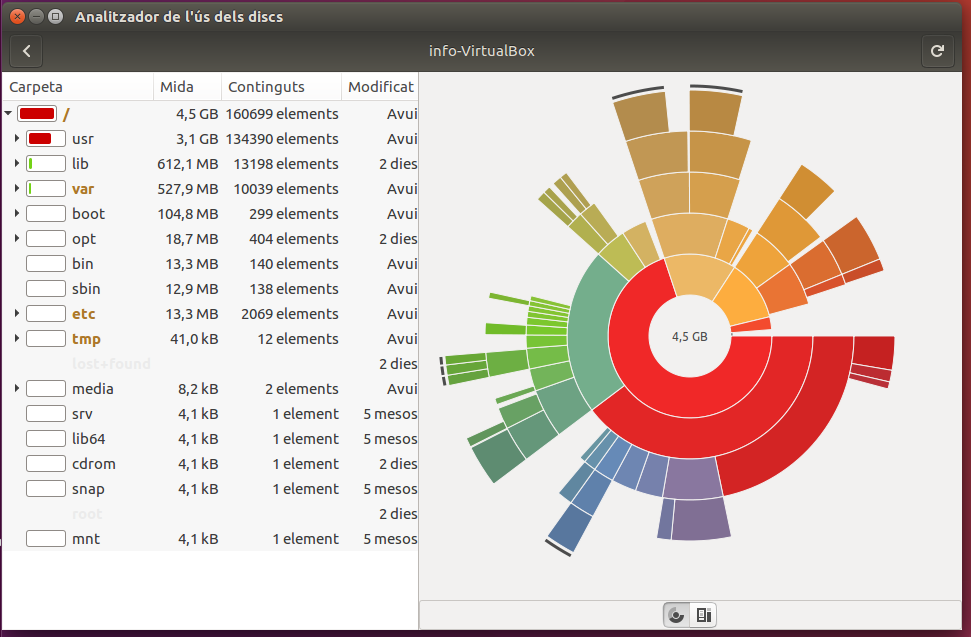 Analitzador de l'ús dels discs
info-VirtualBox
Carpeta Mida Continguts Modificat
/ 4,5 GB 160699 elements Avui
usr 3,1 GB 134390 elements Avui
lib 612,1 MB 13198 elements 2 dies
var 527,9 MB 10039 elements Avui
boot 104,8 MB 299 elements Avui
opt 18,7 MB 404 elements 2 dies
bin 13,3 MB 140 elements Avui
sbin 12,9 MB 138 elements Avui
etc 13,3 MB 2069 elements Avui
tmp 41,0 kB 12 elements Avui
lost+found 2 dies
media 8,2 kB 2 elements Avui
srv 4,1 kB 1 element 5 mesos
lib64 4,1 kB 1 element 5 mesos
cdrom 4,1 kB 1 element 2 dies
snap 4,1 kB 1 element 5 mesos
root 2 dies
mnt 4,1 kB 1 element 5 mesos
4,5 GB